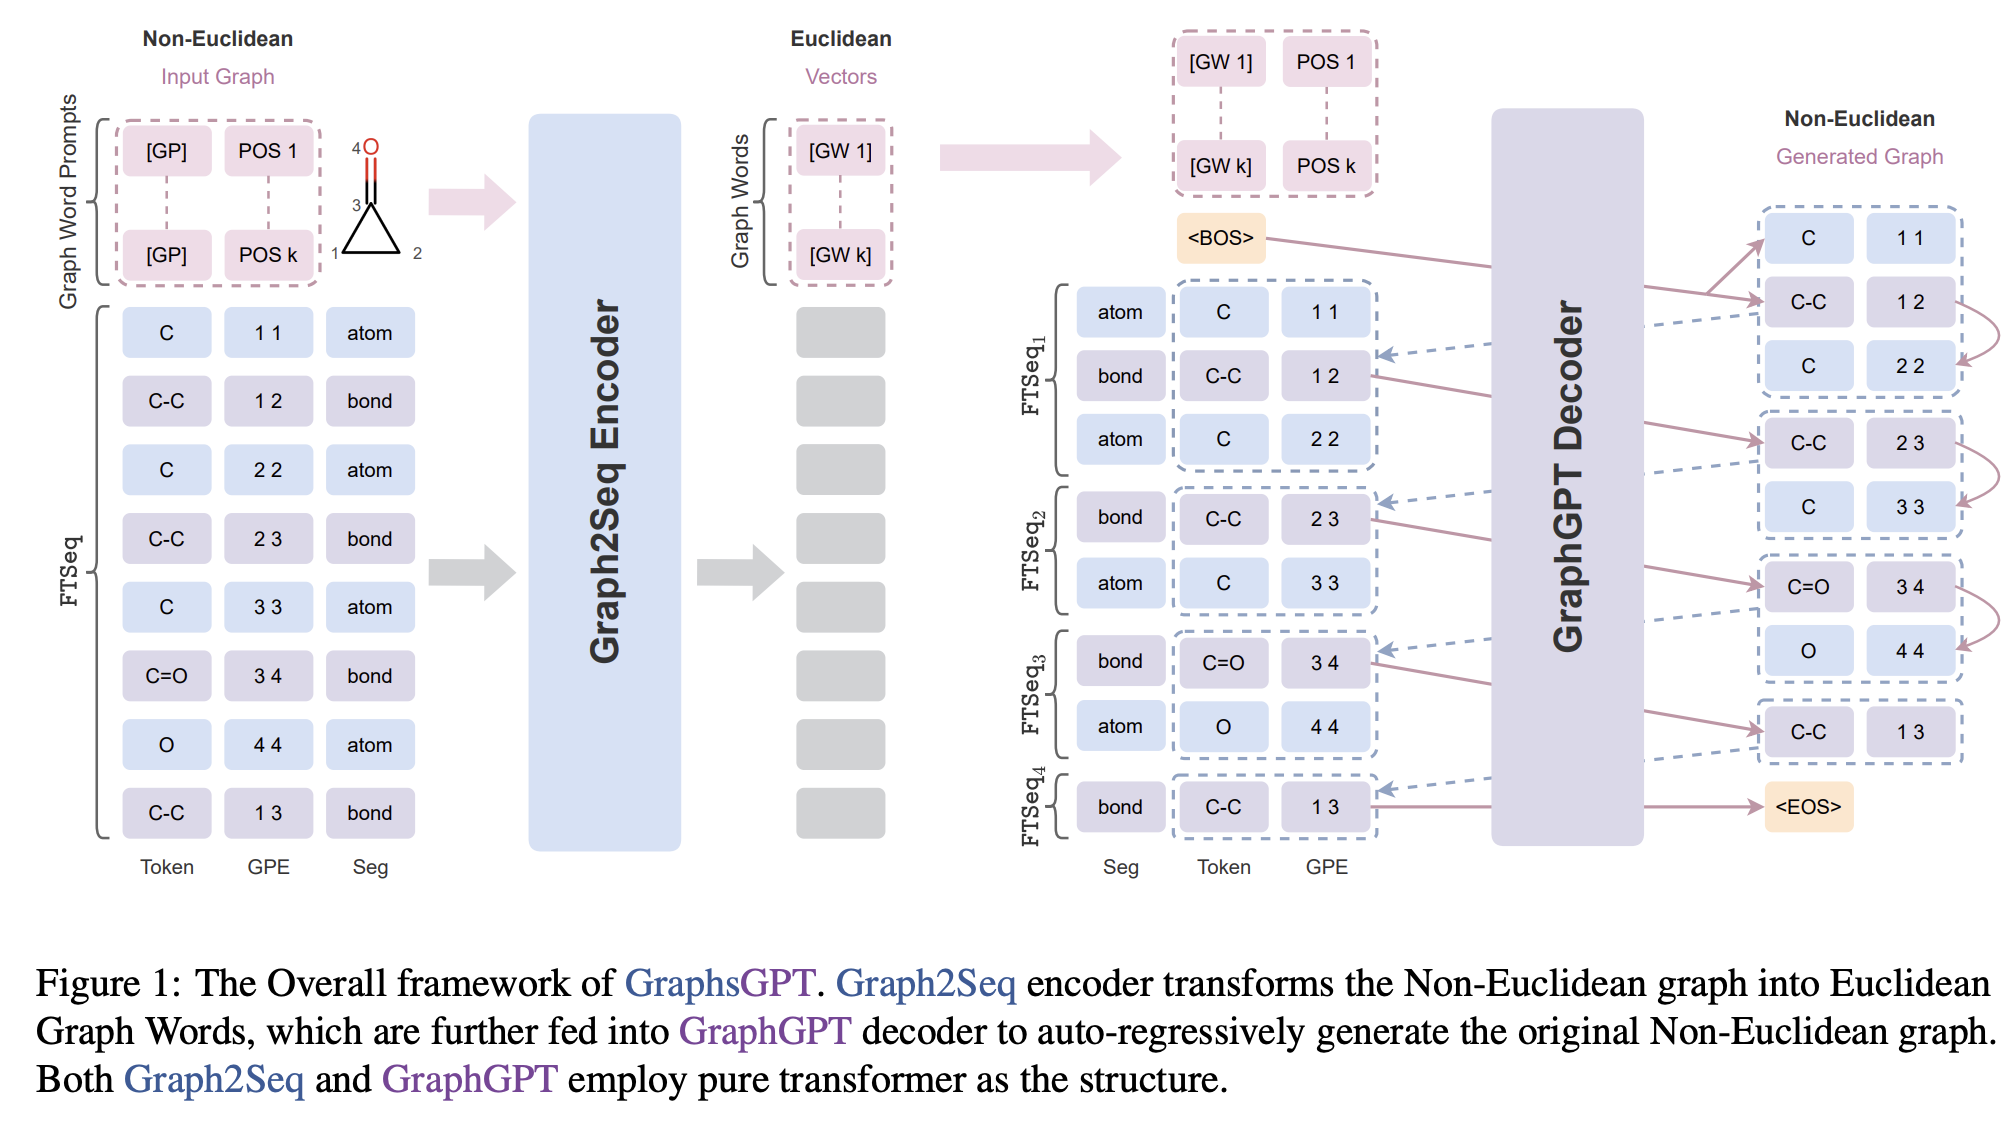 Non-Euclidean
Input Graph
Graph Word Prompts
[GP] POS 1
[GP] POS k
4 O
3
1 2
FTSeq
C 1 1 atom
C-C 1 2 bond
C 2 2 atom
C-C 2 3 bond
C 3 3 atom
C=O 3 4 bond
O 4 4 atom
C-C 1 3 bond
Token GPE Seg
Graph2Seq Encoder
Euclidean
Vectors
Graph Words
[GW 1]
[GW k]
[GW 1] POS 1
[GW k] POS k
<BOS>
FTSeq1
atom C 1 1
bond C-C 1 2
atom C 2 2
FTSeq2
bond C-C 2 3
atom C 3 3
FTSeq3
bond C=O 3 4
atom O 4 4
FTSeq4
bond C-C 1 3
Seg Token GPE
GraphGPT Decoder
Non-Euclidean
Generated Graph
C 1 1
C-C 1 2
C 2 2
C-C 2 3
C 3 3
C=O 3 4
O 4 4
C-C 1 3
<EOS>
Figure 1: The Overall framework of GraphsGPT. Graph2Seq encoder transforms the Non-Euclidean graph into Euclidean
Graph Words, which are further fed into GraphGPT decoder to auto-regressively generate the original Non-Euclidean graph.
Both Graph2Seq and GraphGPT employ pure transformer as the structure.